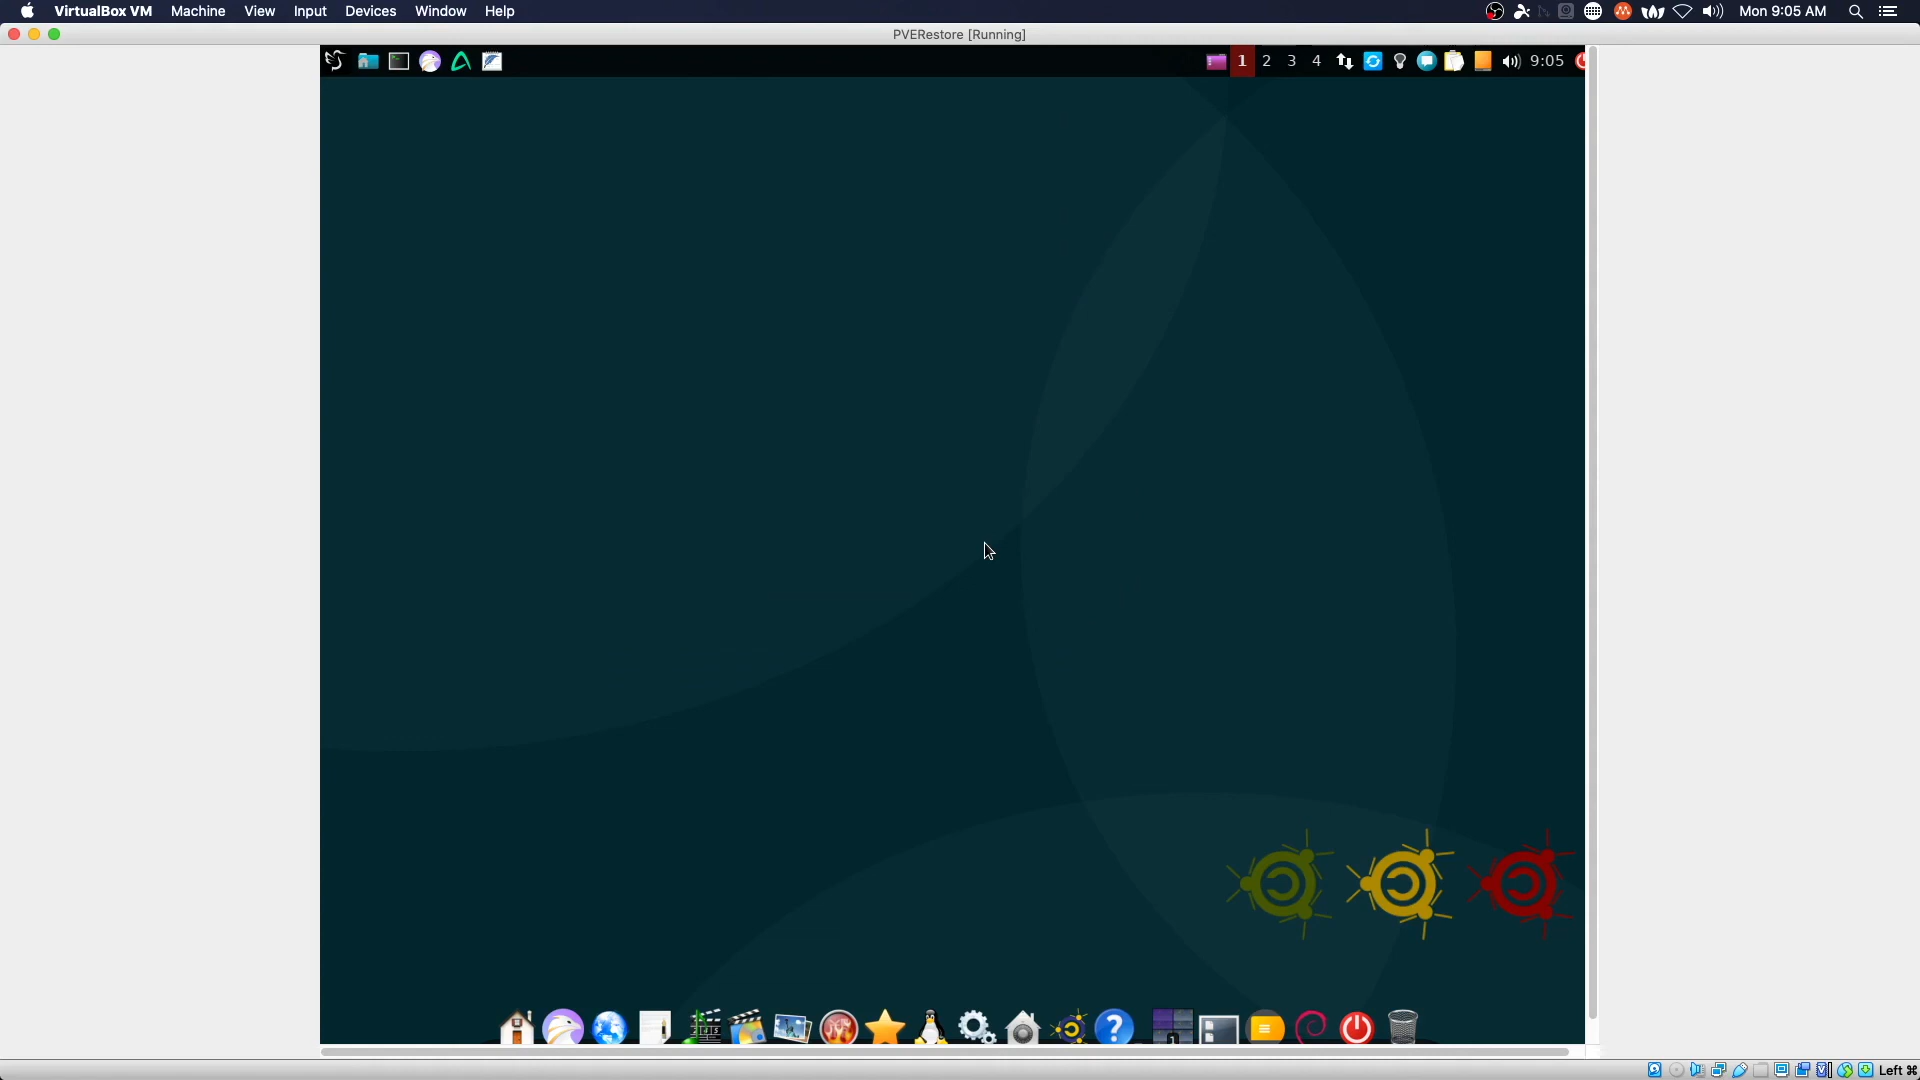 VirtualBox VM Machine View Input Devices Window Help Mon 9:05 AM
PVERestore [Running]
1 2 3 4 9:05
1
Left ⌘